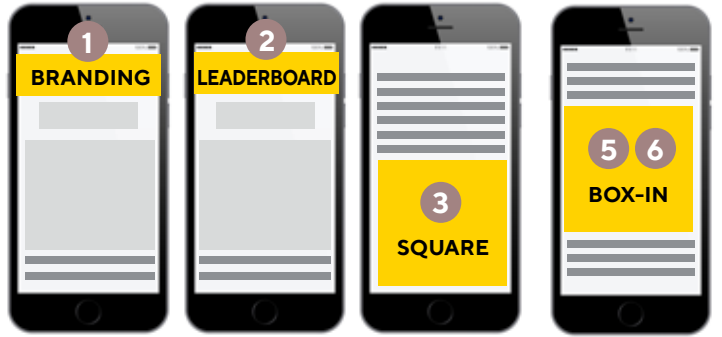 1
BRANDING
2
LEADERBOARD
3
SQUARE
5 6
BOX-IN